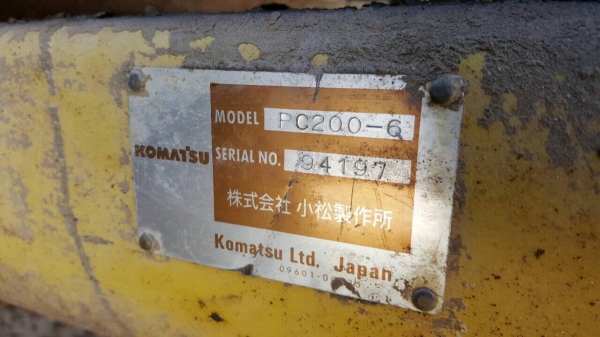 MODEL PC200-6
KOMATSU SERIAL NO. 94197
株式会社 小松製作所
Komatsu Ltd. Japan